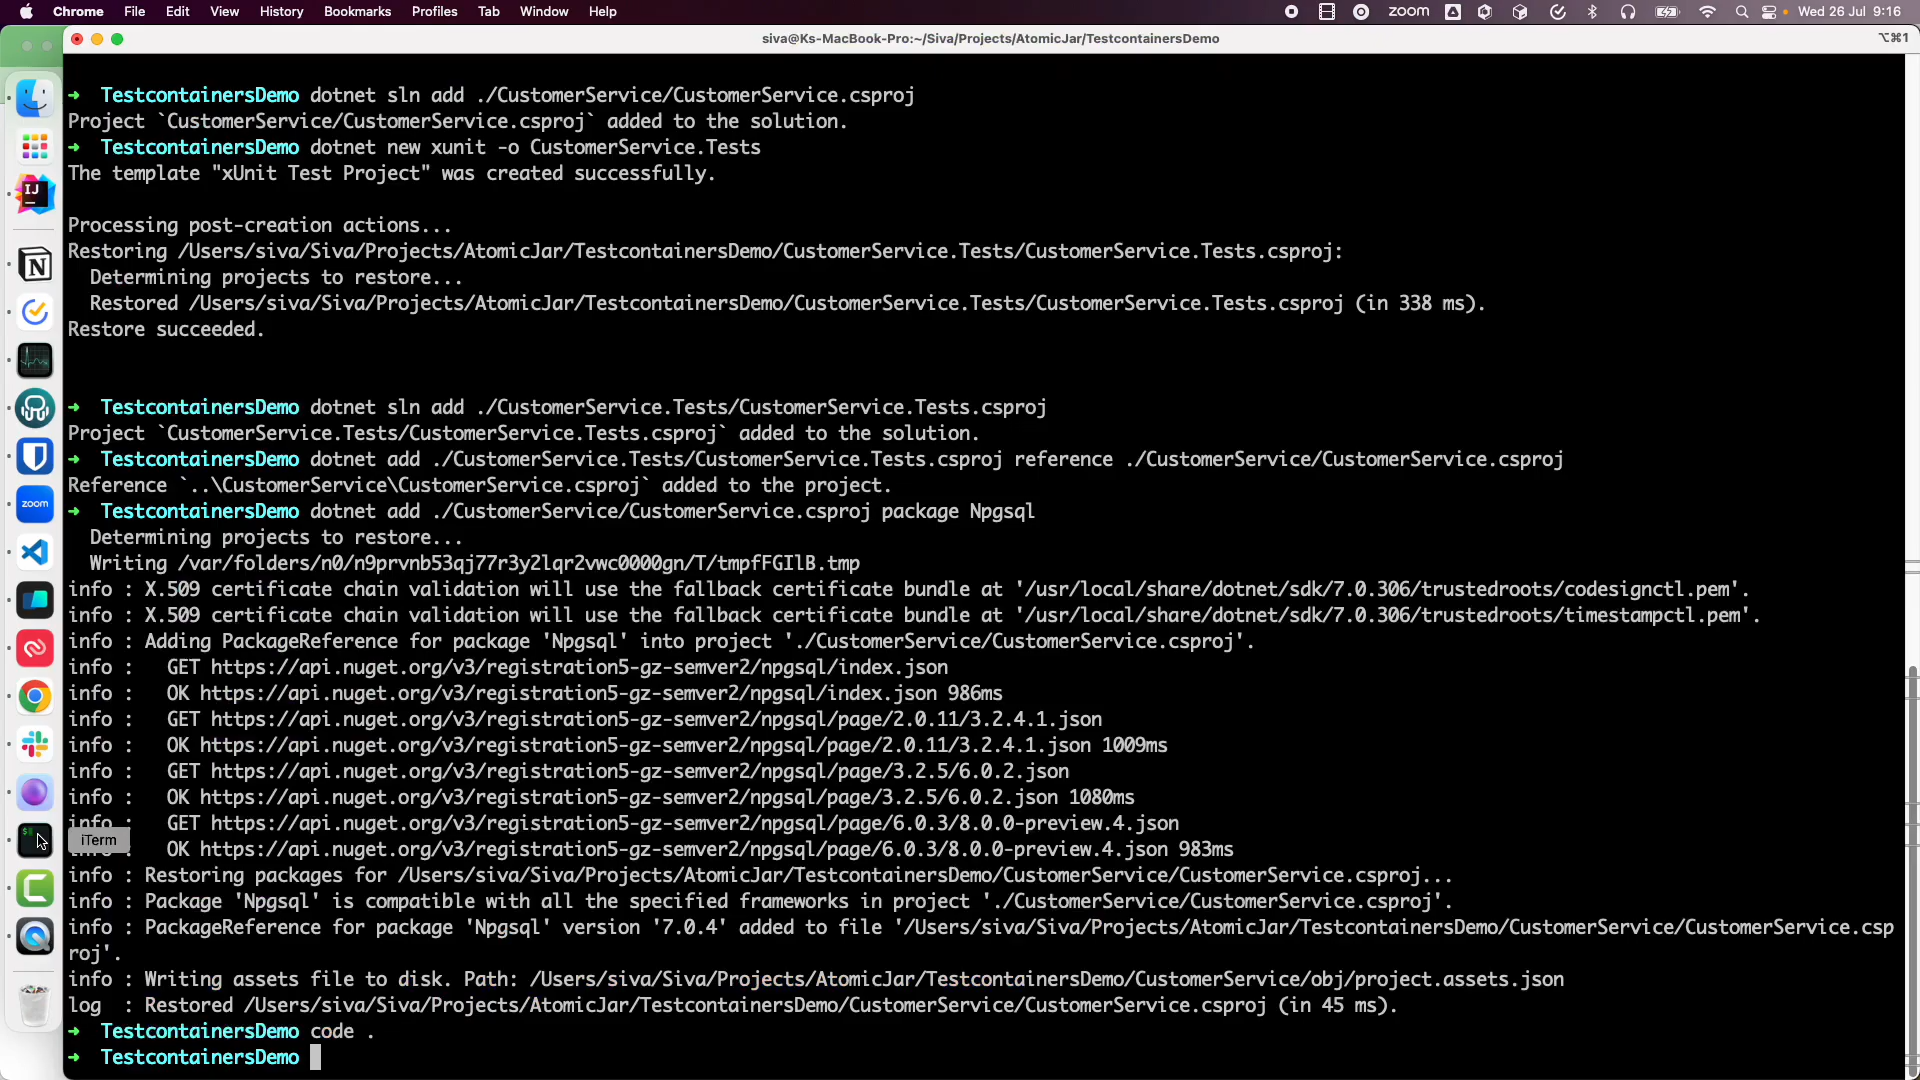 Chrome File Edit View History Bookmarks Profiles Tab Window Help zoom Wed 26 Jul 9:16
siva@Ks-MacBook-Pro:~/Siva/Projects/AtomicJar/TestcontainersDemo ⌥⌘1
➜ TestcontainersDemo dotnet sln add ./CustomerService/CustomerService.csproj
Project `CustomerService/CustomerService.csproj` added to the solution.
➜ TestcontainersDemo dotnet new xunit -o CustomerService.Tests
The template "xUnit Test Project" was created successfully.
Processing post-creation actions...
Restoring /Users/siva/Siva/Projects/AtomicJar/TestcontainersDemo/CustomerService.Tests/CustomerService.Tests.csproj:
Determining projects to restore...
Restored /Users/siva/Siva/Projects/AtomicJar/TestcontainersDemo/CustomerService.Tests/CustomerService.Tests.csproj (in 338 ms).
Restore succeeded.
➜ TestcontainersDemo dotnet sln add ./CustomerService.Tests/CustomerService.Tests.csproj
Project `CustomerService.Tests/CustomerService.Tests.csproj` added to the solution.
➜ TestcontainersDemo dotnet add ./CustomerService.Tests/CustomerService.Tests.csproj reference ./CustomerService/CustomerService.csproj
Reference `..\CustomerService\CustomerService.csproj` added to the project.
➜ TestcontainersDemo dotnet add ./CustomerService/CustomerService.csproj package Npgsql
Determining projects to restore...
Writing /var/folders/n0/n9prvnb53qj77r3y2lqr2vwc0000gn/T/tmpfFGIlB.tmp
info : X.509 certificate chain validation will use the fallback certificate bundle at '/usr/local/share/dotnet/sdk/7.0.306/trustedroots/codesignctl.pem'.
info : X.509 certificate chain validation will use the fallback certificate bundle at '/usr/local/share/dotnet/sdk/7.0.306/trustedroots/timestampctl.pem'.
info : Adding PackageReference for package 'Npgsql' into project './CustomerService/CustomerService.csproj'.
info : GET https://api.nuget.org/v3/registration5-gz-semver2/npgsql/index.json
info : OK https://api.nuget.org/v3/registration5-gz-semver2/npgsql/index.json 986ms
info : GET https://api.nuget.org/v3/registration5-gz-semver2/npgsql/page/2.0.11/3.2.4.1.json
info : OK https://api.nuget.org/v3/registration5-gz-semver2/npgsql/page/2.0.11/3.2.4.1.json 1009ms
info : GET https://api.nuget.org/v3/registration5-gz-semver2/npgsql/page/3.2.5/6.0.2.json
info : OK https://api.nuget.org/v3/registration5-gz-semver2/npgsql/page/3.2.5/6.0.2.json 1080ms
info : GET https://api.nuget.org/v3/registration5-gz-semver2/npgsql/page/6.0.3/8.0.0-preview.4.json
iTerm
OK https://api.nuget.org/v3/registration5-gz-semver2/npgsql/page/6.0.3/8.0.0-preview.4.json 983ms
info : Restoring packages for /Users/siva/Siva/Projects/AtomicJar/TestcontainersDemo/CustomerService/CustomerService.csproj...
info : Package 'Npgsql' is compatible with all the specified frameworks in project './CustomerService/CustomerService.csproj'.
info : PackageReference for package 'Npgsql' version '7.0.4' added to file '/Users/siva/Siva/Projects/AtomicJar/TestcontainersDemo/CustomerService/CustomerService.csp
roj'.
info : Writing assets file to disk. Path: /Users/siva/Siva/Projects/AtomicJar/TestcontainersDemo/CustomerService/obj/project.assets.json
log : Restored /Users/siva/Siva/Projects/AtomicJar/TestcontainersDemo/CustomerService/CustomerService.csproj (in 45 ms).
➜ TestcontainersDemo code .
➜ TestcontainersDemo
IJ
N
zoom